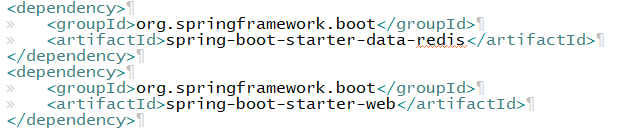 <dependency>¶
»   <groupId>org.springframework.boot</groupId>¶
»   <artifactId>spring-boot-starter-data-redis</artifactId>¶
</dependency>¶
<dependency>¶
»   <groupId>org.springframework.boot</groupId>¶
»   <artifactId>spring-boot-starter-web</artifactId>¶
</dependency>¶